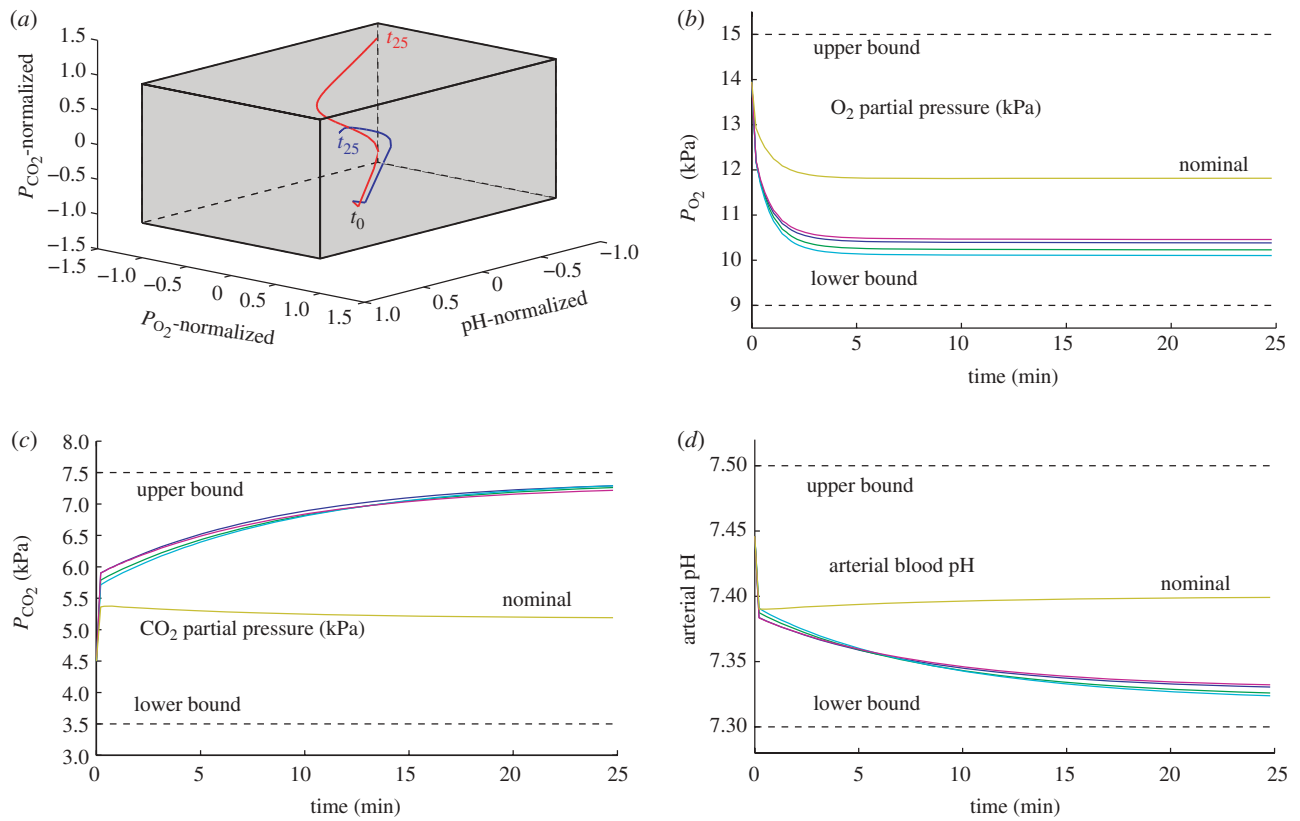 (a)
1.5
1.0
0.5
0
−0.5
−1.0
−1.5
P_CO2-normalized
t25
t25
t0
−1.5
−1.0
−0.5
0
0.5
1.0
1.5
P_O2-normalized
1.0
0.5
0
−0.5
−1.0
pH-normalized
(b)
15
14
13
12
11
10
9
P_O2 (kPa)
upper bound
O2 partial pressure (kPa)
nominal
lower bound
0
5
10
15
20
25
time (min)
(c)
8.0
7.5
7.0
6.5
6.0
5.5
5.0
4.5
4.0
3.5
3.0
P_CO2 (kPa)
upper bound
nominal
CO2 partial pressure (kPa)
lower bound
0
5
10
15
20
25
time (min)
(d)
7.50
7.45
7.40
7.35
7.30
arterial pH
upper bound
arterial blood pH
nominal
lower bound
0
5
10
15
20
25
time (min)